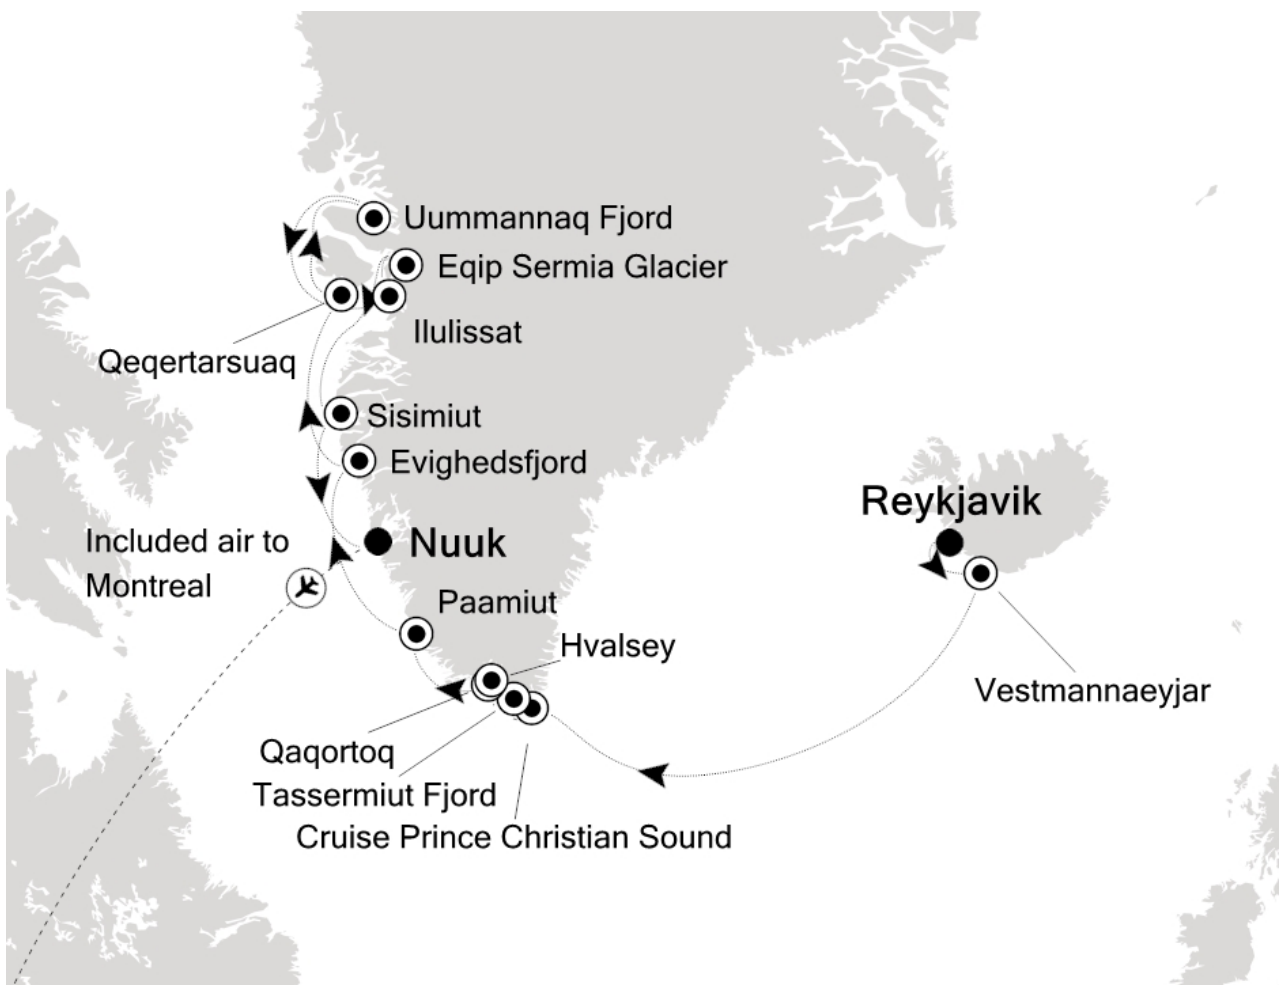 Uummannaq Fjord
Eqip Sermia Glacier
Ilulissat
Qeqertarsuaq
Sisimiut
Evighedsfjord
Reykjavik
Included air to
Montreal
Nuuk
Paamiut
Hvalsey
Vestmannaeyjar
Qaqortoq
Tassermiut Fjord
Cruise Prince Christian Sound